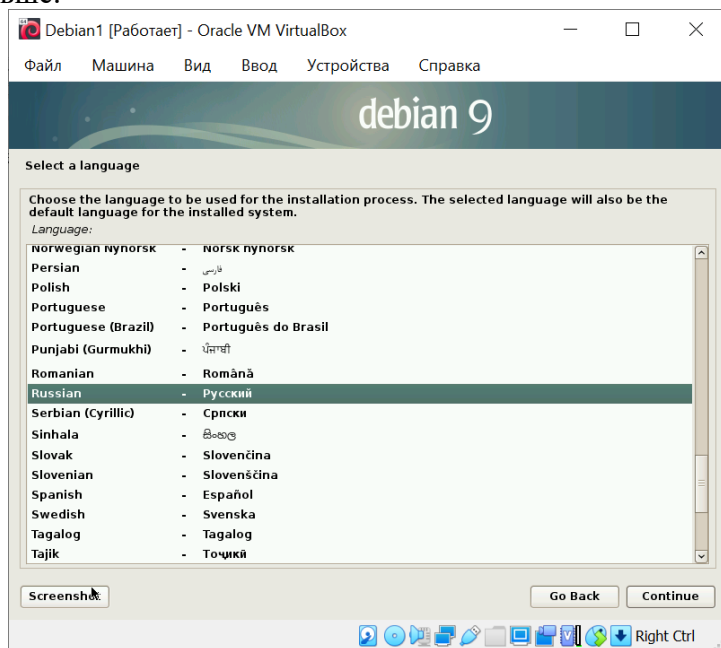 Debian1 [Работает] - Oracle VM VirtualBox
Файл Машина Вид Ввод Устройства Справка
debian 9
Select a language
Choose the language to be used for the installation process. The selected language will also be the
default language for the installed system.
Language:
Norwegian Nynorsk - Norsk nynorsk
Persian - فارسی
Polish - Polski
Portuguese - Português
Portuguese (Brazil) - Português do Brasil
Punjabi (Gurmukhi) - ਪੰਜਾਬੀ
Romanian - Română
Russian - Русский
Serbian (Cyrillic) - Српски
Sinhala - සිංහල
Slovak - Slovenčina
Slovenian - Slovenščina
Spanish - Español
Swedish - Svenska
Tagalog - Tagalog
Tajik - Тоҷикӣ
Screenshot Go Back Continue
Right Ctrl